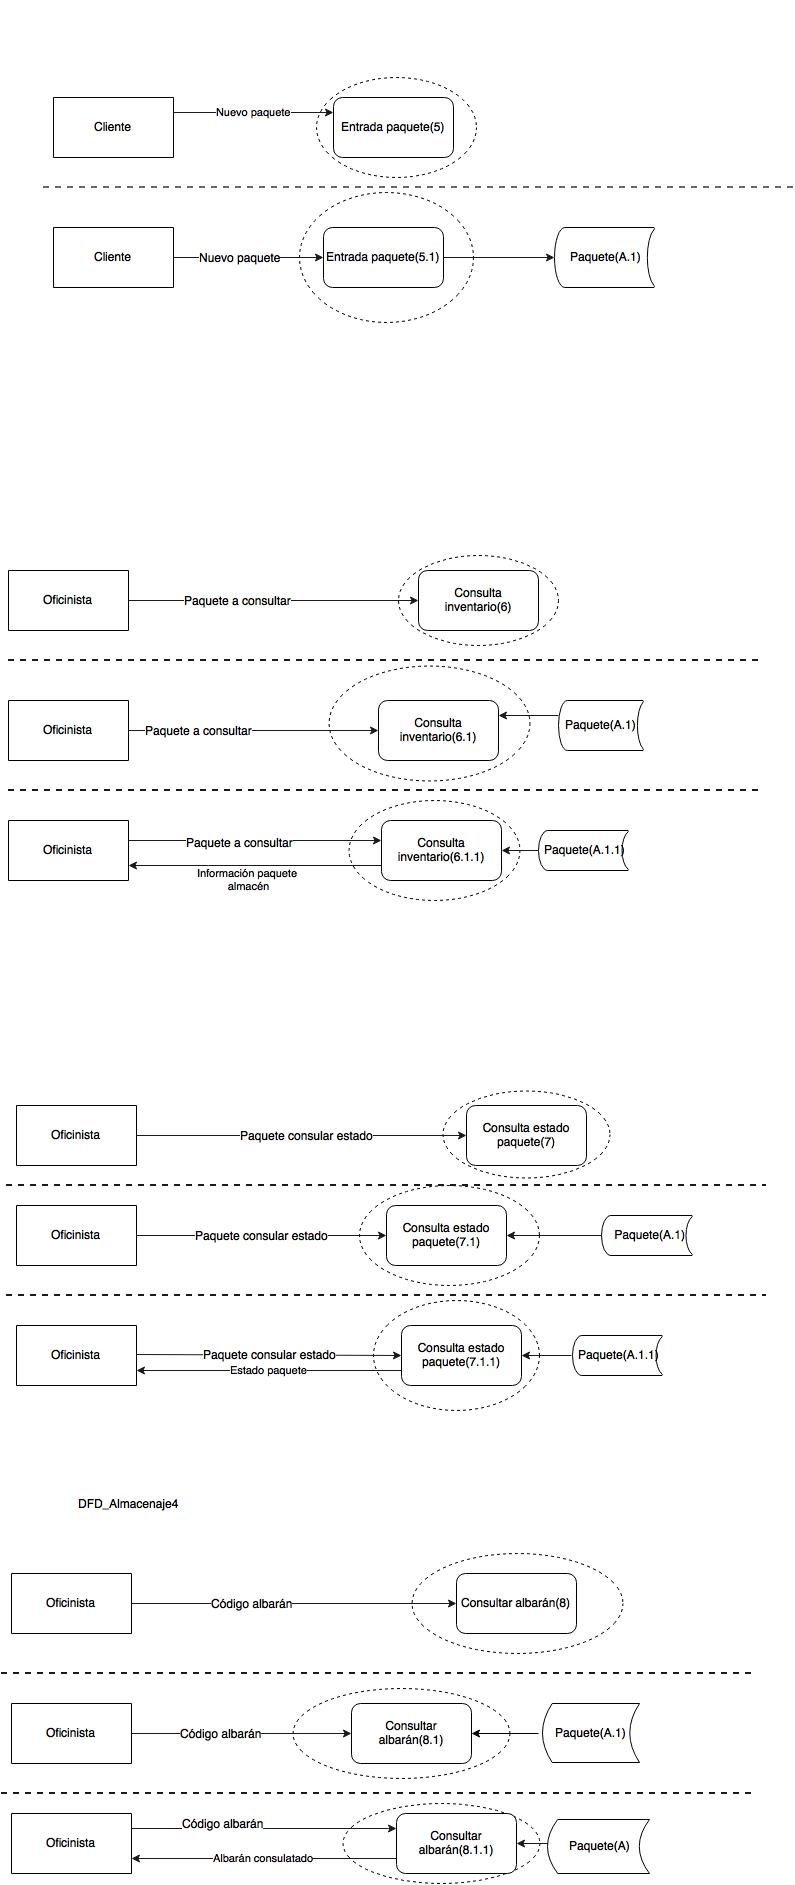 Cliente
Nuevo paquete
Entrada paquete(5)
Cliente
Nuevo paquete
Entrada paquete(5.1)
Paquete(A.1)
Oficinista
Paquete a consultar
Consulta
inventario(6)
Oficinista
Paquete a consultar
Consulta
inventario(6.1)
Paquete(A.1)
Oficinista
Paquete a consultar
Información paquete
almacén
Consulta
inventario(6.1.1)
Paquete(A.1.1)
Oficinista
Paquete consular estado
Consulta estado
paquete(7)
Oficinista
Paquete consular estado
Consulta estado
paquete(7.1)
Paquete(A.1)
Oficinista
Paquete consular estado
Estado paquete
Consulta estado
paquete(7.1.1)
Paquete(A.1.1)
DFD_Almacenaje4
Oficinista
Código albarán
Consultar albarán(8)
Oficinista
Código albarán
Consultar
albarán(8.1)
Paquete(A.1)
Oficinista
Código albarán
Albarán consulatado
Consultar
albarán(8.1.1)
Paquete(A)